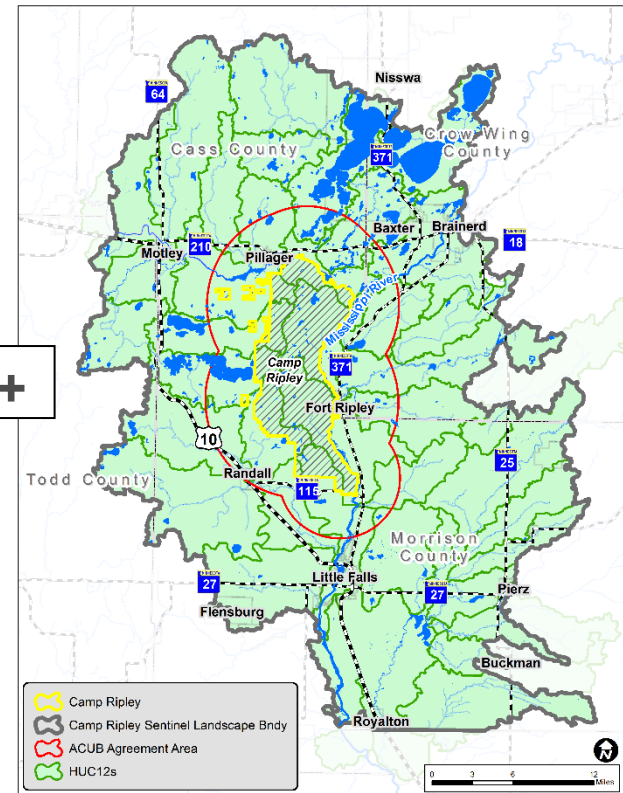 Nisswa
64
Crow Wing
County
Cass County
371
Baxter
Brainerd
18
210
Motley
Pillager
Mississippi River
+
Camp
Ripley
371
Fort Ripley
10
25
Todd County
Randall
115
Morrison
County
Little Falls
27
27
Pierz
Flensburg
Buckman
Royalton
Camp Ripley
Camp Ripley Sentinel Landscape Bndy
ACUB Agreement Area
HUC12s
N
0 3 6 12
Miles